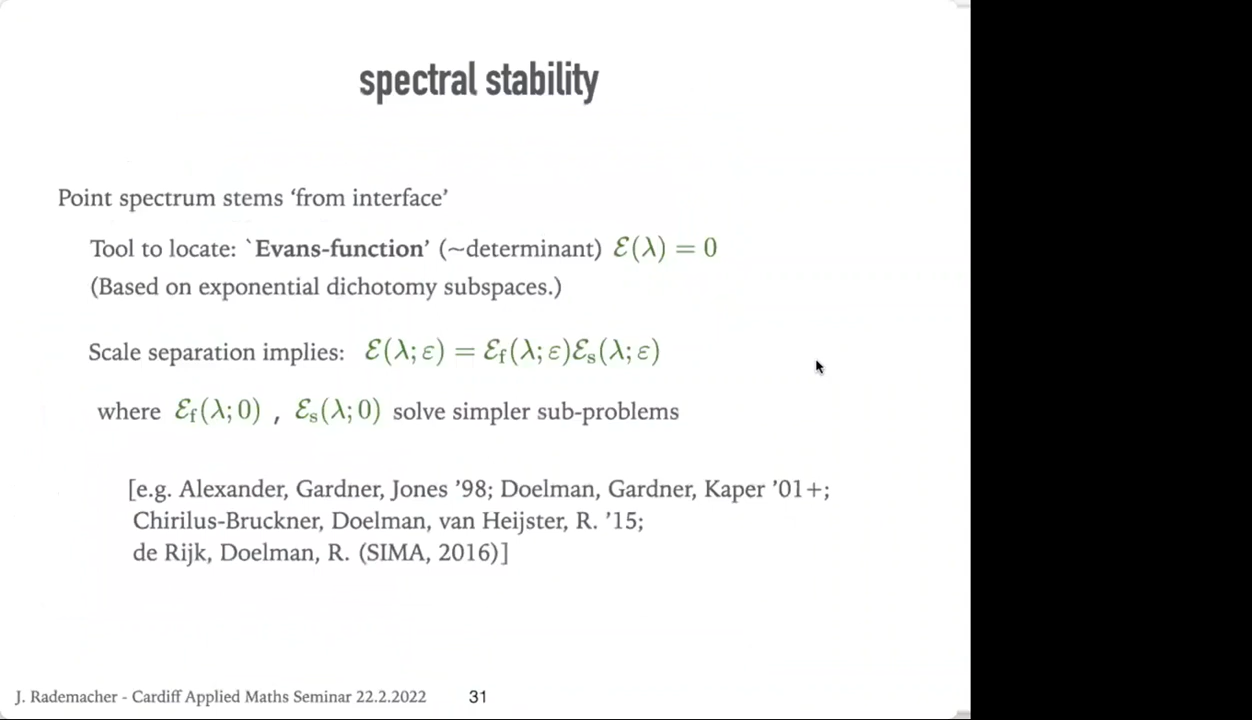 spectral stability
Point spectrum stems ‘from interface’
Tool to locate: `Evans-function’ (~determinant) ℰ(λ) = 0
(Based on exponential dichotomy subspaces.)
Scale separation implies: ℰ(λ; ε) = ℰf(λ; ε)ℰs(λ; ε)
where ℰf(λ; 0) , ℰs(λ; 0) solve simpler sub-problems
[e.g. Alexander, Gardner, Jones ’98; Doelman, Gardner, Kaper ’01+;
Chirilus-Bruckner, Doelman, van Heijster, R. ’15;
de Rijk, Doelman, R. (SIMA, 2016)]
J. Rademacher - Cardiff Applied Maths Seminar 22.2.2022 31